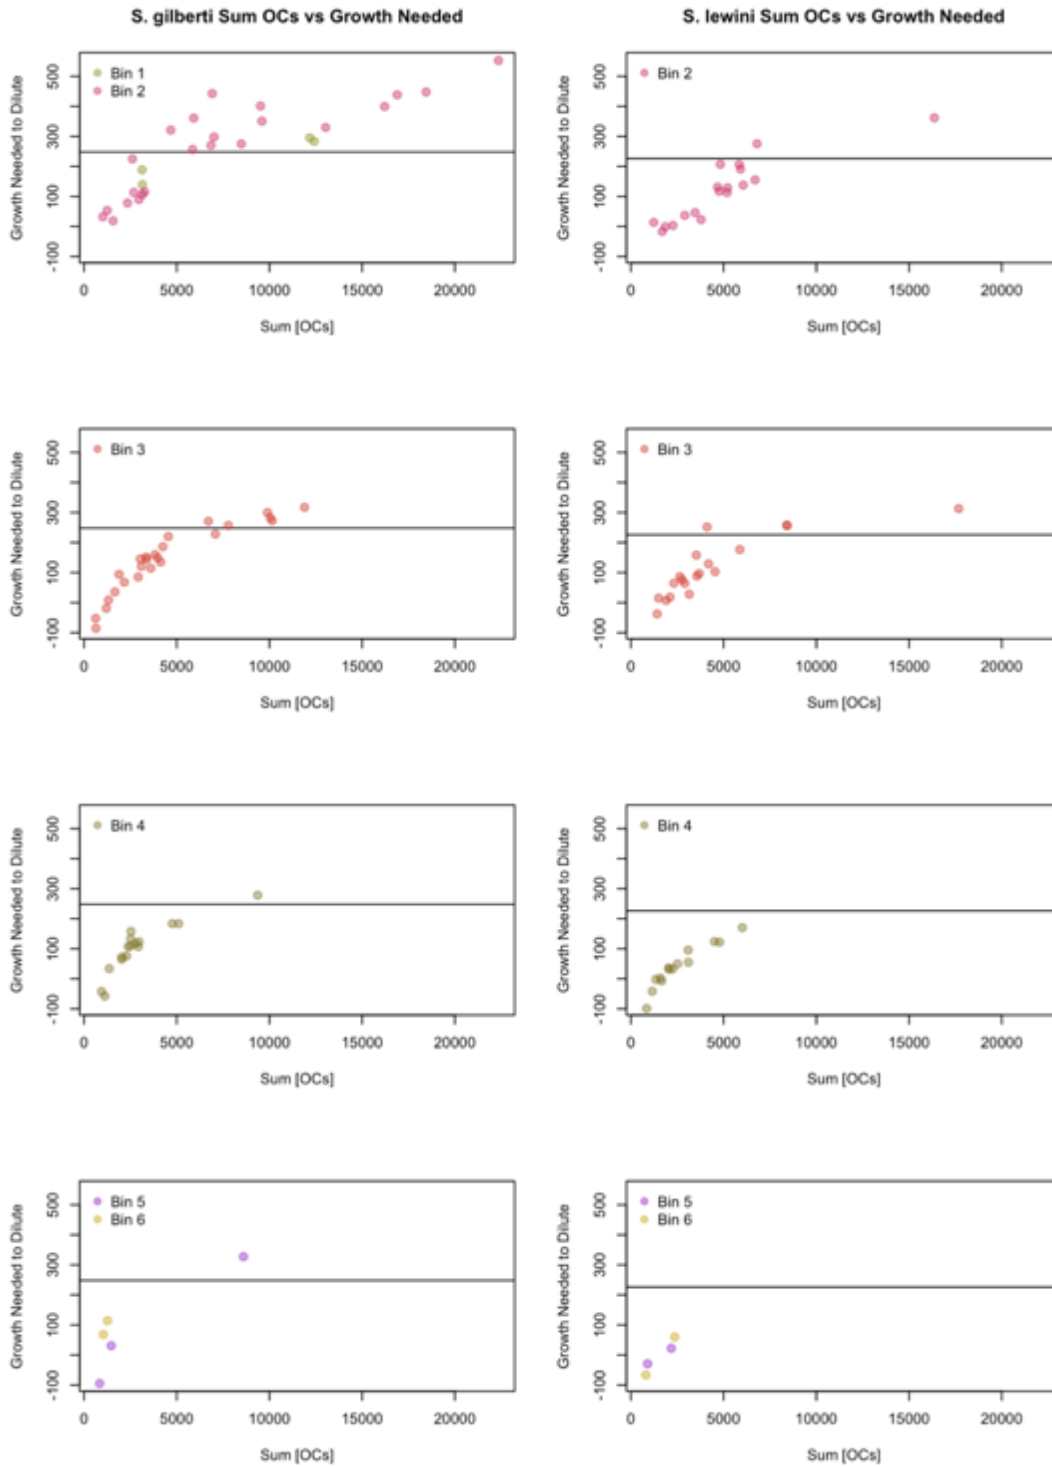 S. gilberti Sum OCs vs Growth Needed
Growth Needed to Dilute
-100 100 300 500
Bin 1
Bin 2
0 5000 10000 15000 20000
Sum [OCs]
S. lewini Sum OCs vs Growth Needed
Growth Needed to Dilute
-100 100 300 500
Bin 2
0 5000 10000 15000 20000
Sum [OCs]
Growth Needed to Dilute
-100 100 300 500
Bin 3
0 5000 10000 15000 20000
Sum [OCs]
Growth Needed to Dilute
-100 100 300 500
Bin 3
0 5000 10000 15000 20000
Sum [OCs]
Growth Needed to Dilute
-100 100 300 500
Bin 4
0 5000 10000 15000 20000
Sum [OCs]
Growth Needed to Dilute
-100 100 300 500
Bin 4
0 5000 10000 15000 20000
Sum [OCs]
Growth Needed to Dilute
-100 100 300 500
Bin 5
Bin 6
0 5000 10000 15000 20000
Sum [OCs]
Growth Needed to Dilute
-100 100 300 500
Bin 5
Bin 6
0 5000 10000 15000 20000
Sum [OCs]